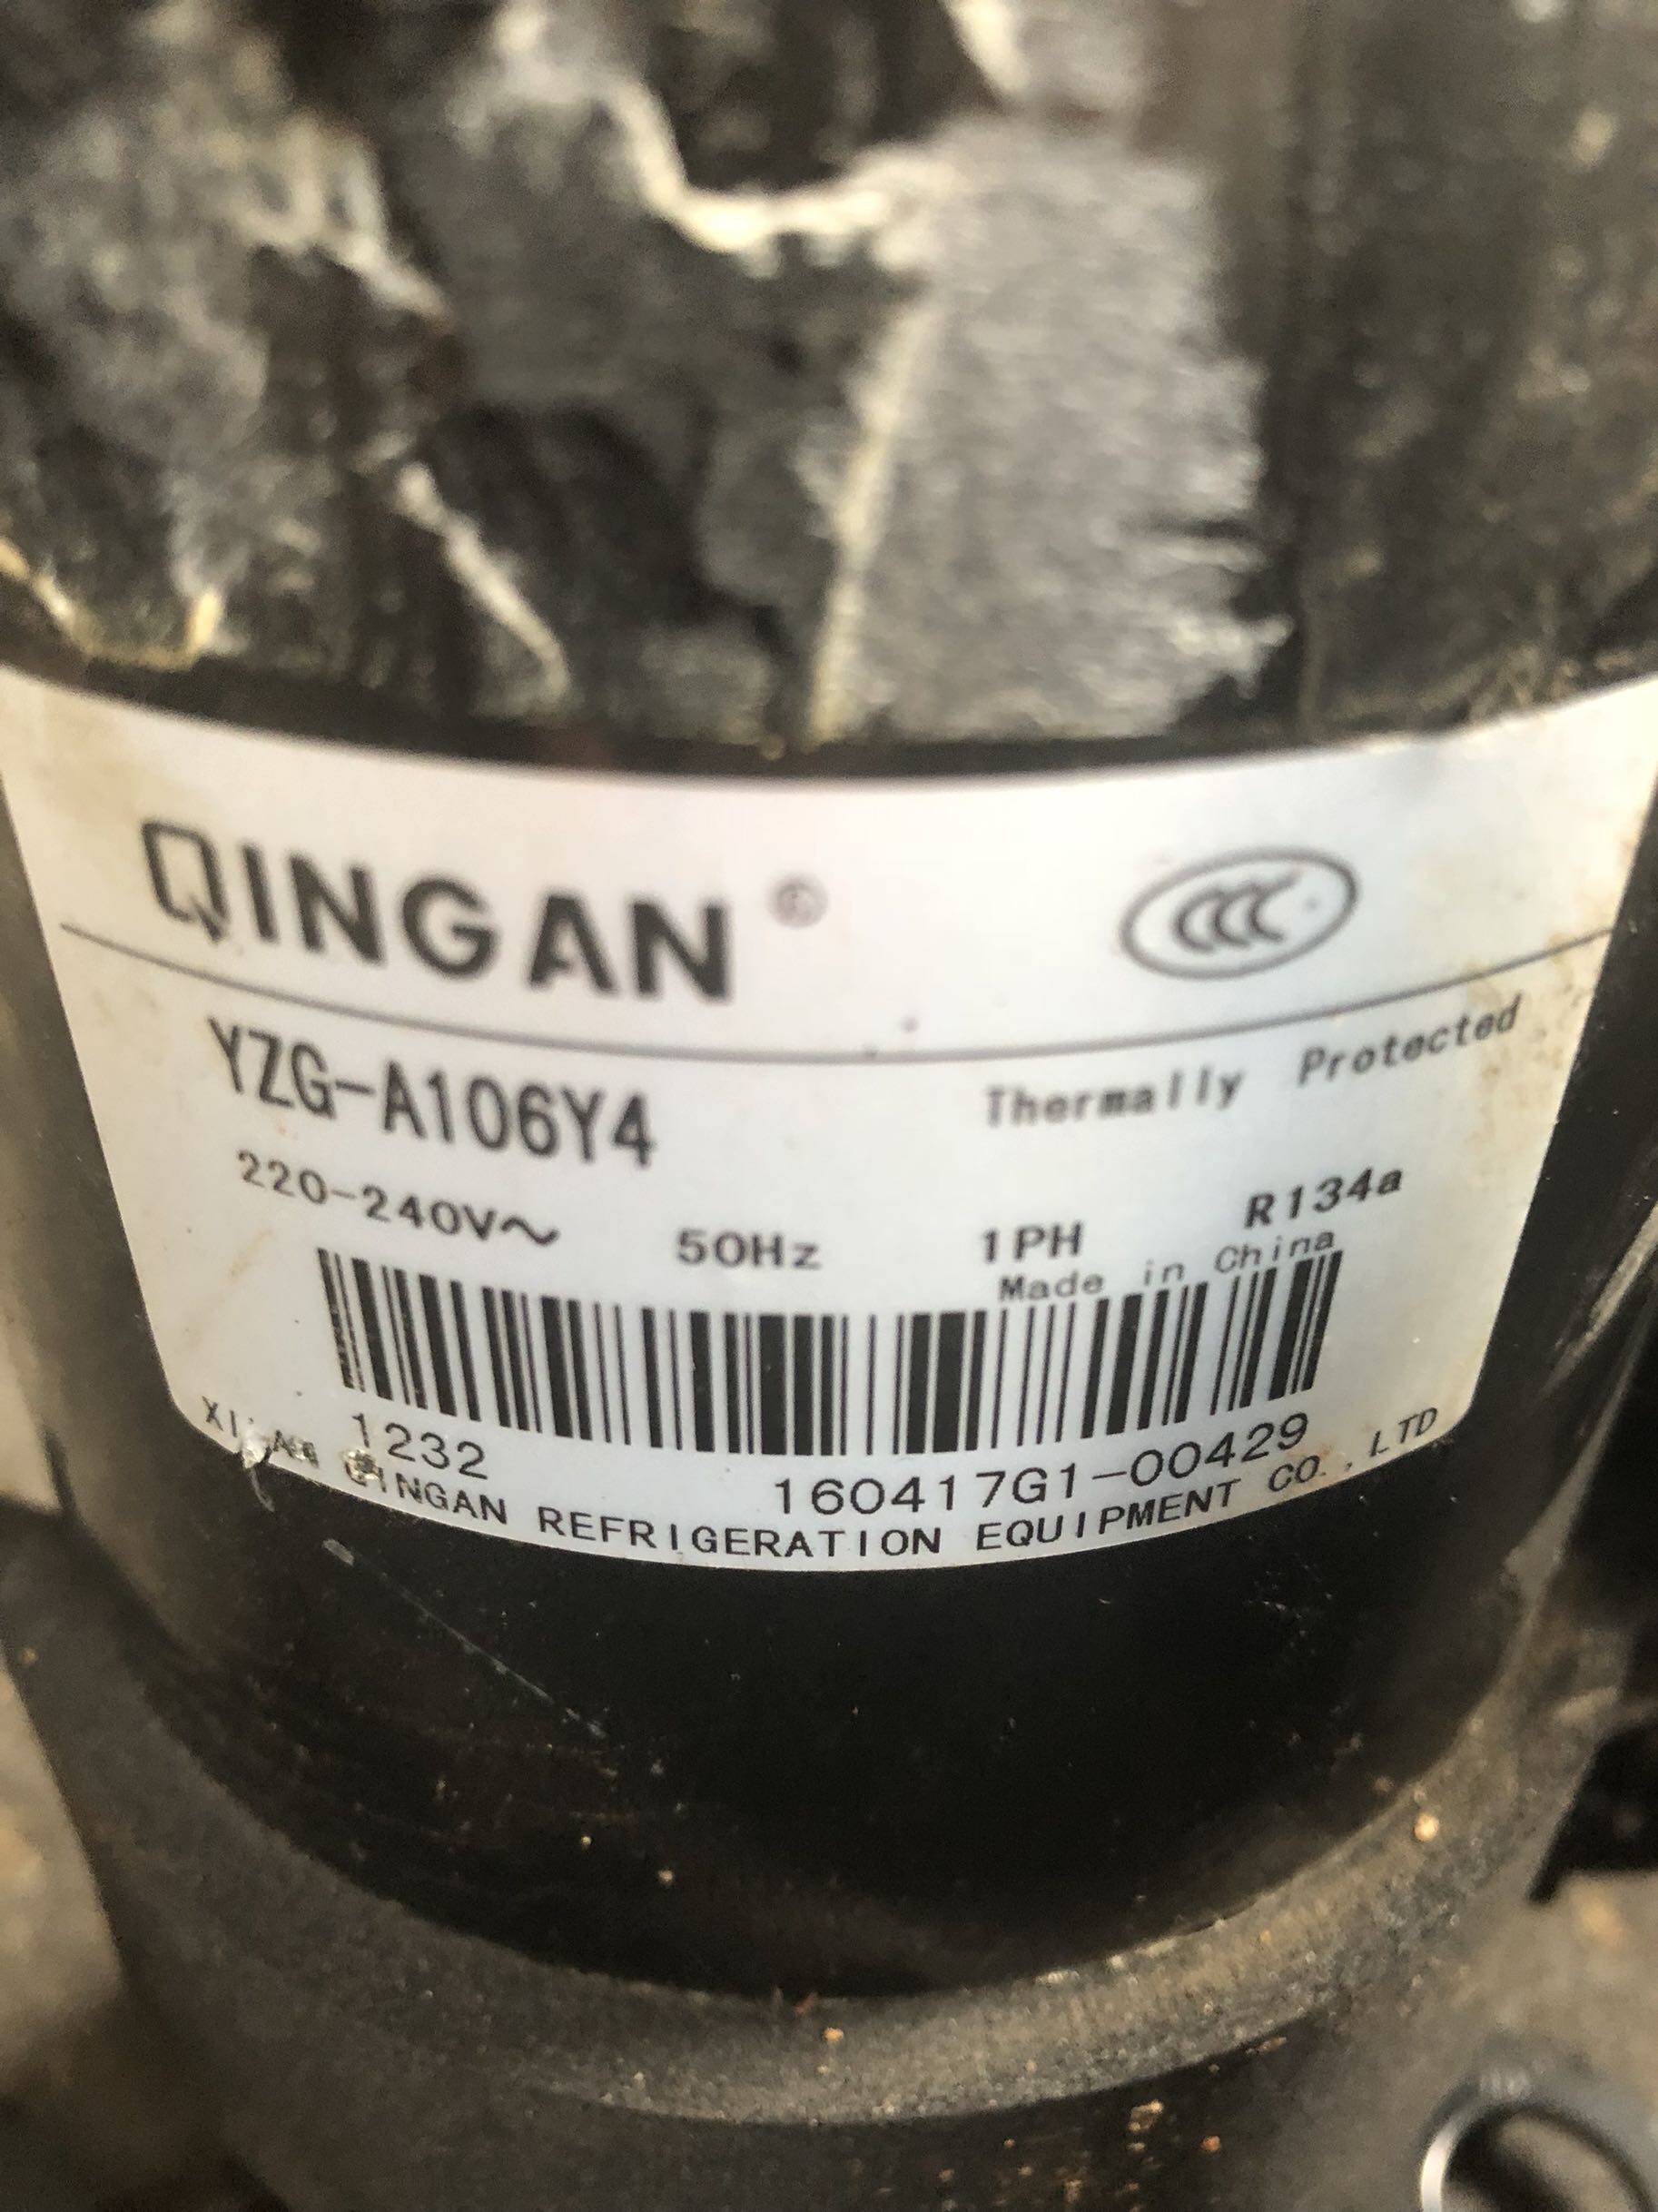 QINGAN ©
YZG-A106Y4 Thermally Protected
220-240V~ 50Hz 1PH R134a
Made in China
1232 160417G1-00429
QINGAN REFRIGERATION EQUIPMENT CO., LTD